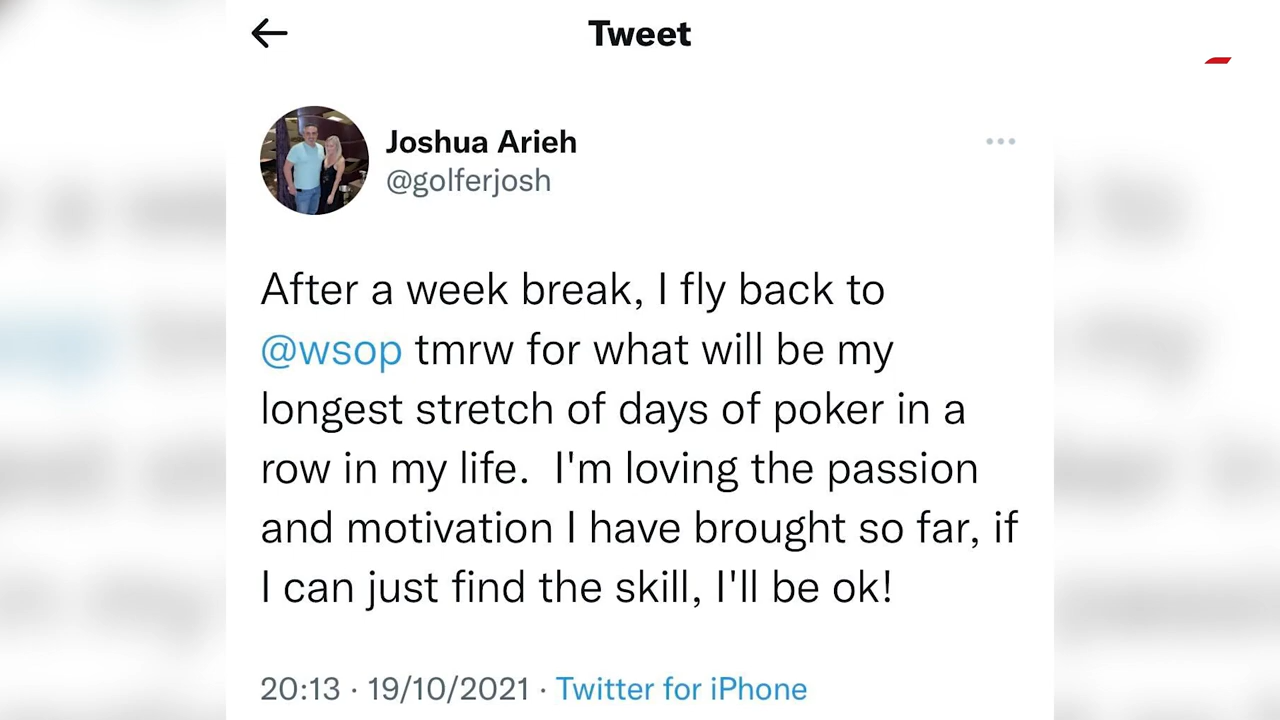 Tweet
Joshua Arieh
@golferjosh
After a week break, I fly back to
@wsop tmrw for what will be my
longest stretch of days of poker in a
row in my life.  I'm loving the passion
and motivation I have brought so far, if
I can just find the skill, I'll be ok!
20:13 · 19/10/2021 · Twitter for iPhone